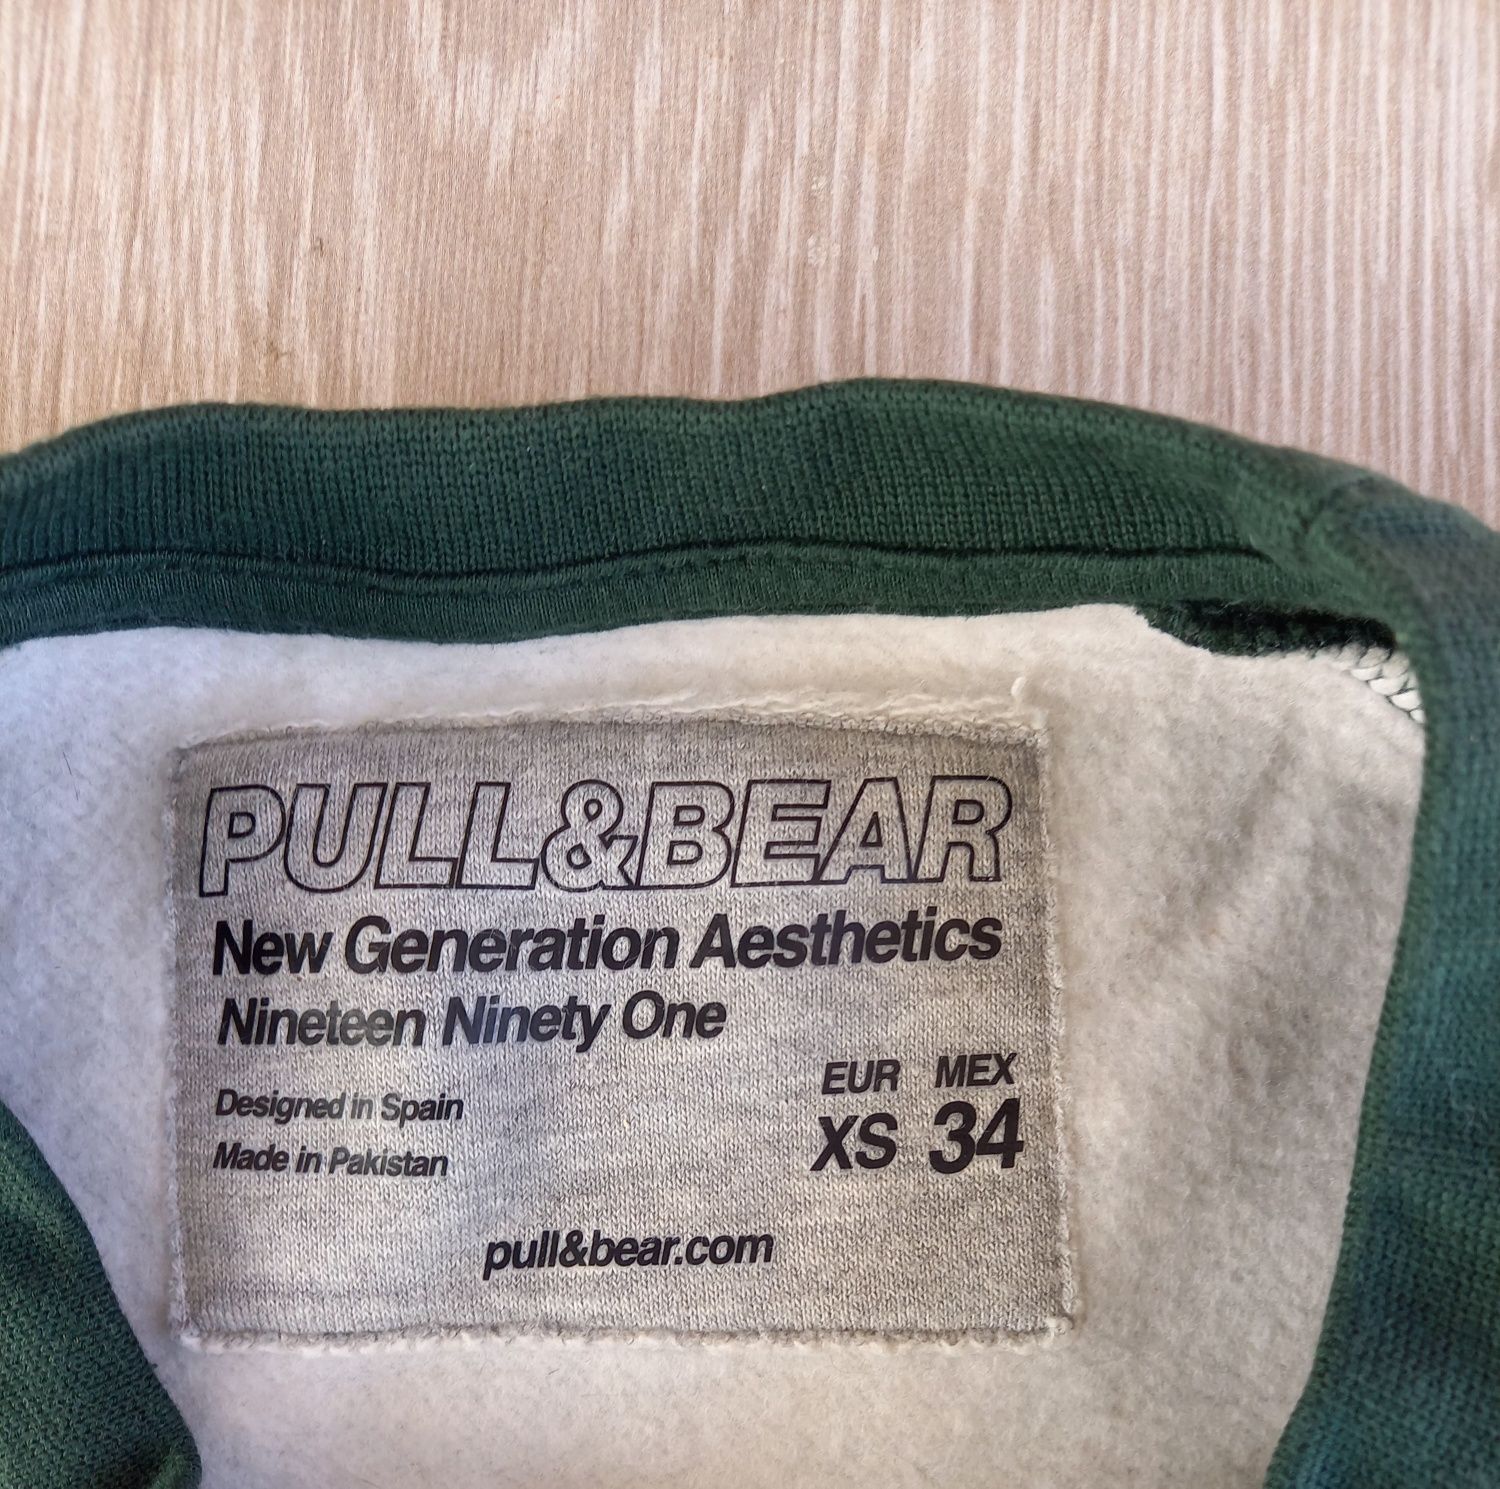 PULL&BEAR
New Generation Aesthetics
Nineteen Ninety One
EUR MEX
XS 34
Designed in Spain
Made in Pakistan
pull&bear.com